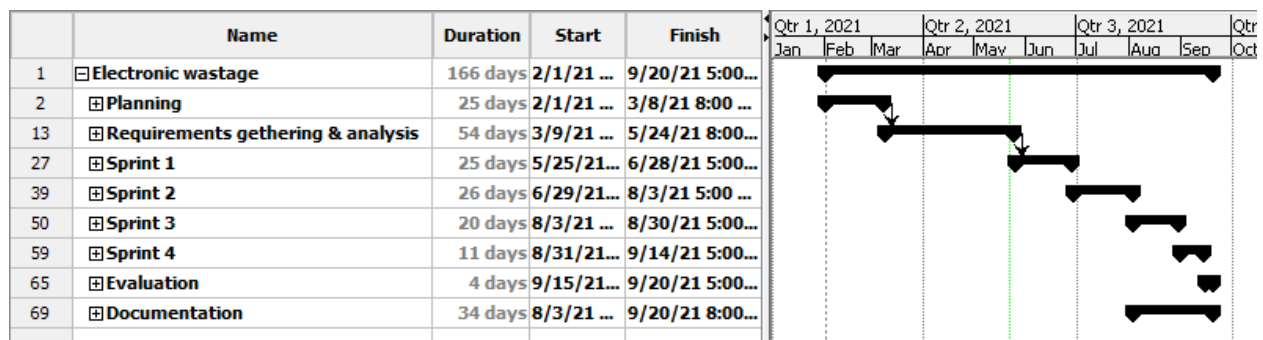 Name Duration Start Finish
Qtr 1, 2021 Qtr 2, 2021 Qtr 3, 2021 Qtr
Jan Feb Mar Apr May Jun Jul Aug Sep Oct
1 Electronic wastage 166 days 2/1/21 ... 9/20/21 5:00...
2 Planning 25 days 2/1/21 ... 3/8/21 8:00 ...
13 Requirements gethering & analysis 54 days 3/9/21 ... 5/24/21 8:00...
27 Sprint 1 25 days 5/25/21... 6/28/21 5:00...
39 Sprint 2 26 days 6/29/21... 8/3/21 5:00 ...
50 Sprint 3 20 days 8/3/21 ... 8/30/21 5:00...
59 Sprint 4 11 days 8/31/21... 9/14/21 5:00...
65 Evaluation 4 days 9/15/21... 9/20/21 5:00...
69 Documentation 34 days 8/3/21 ... 9/20/21 8:00...